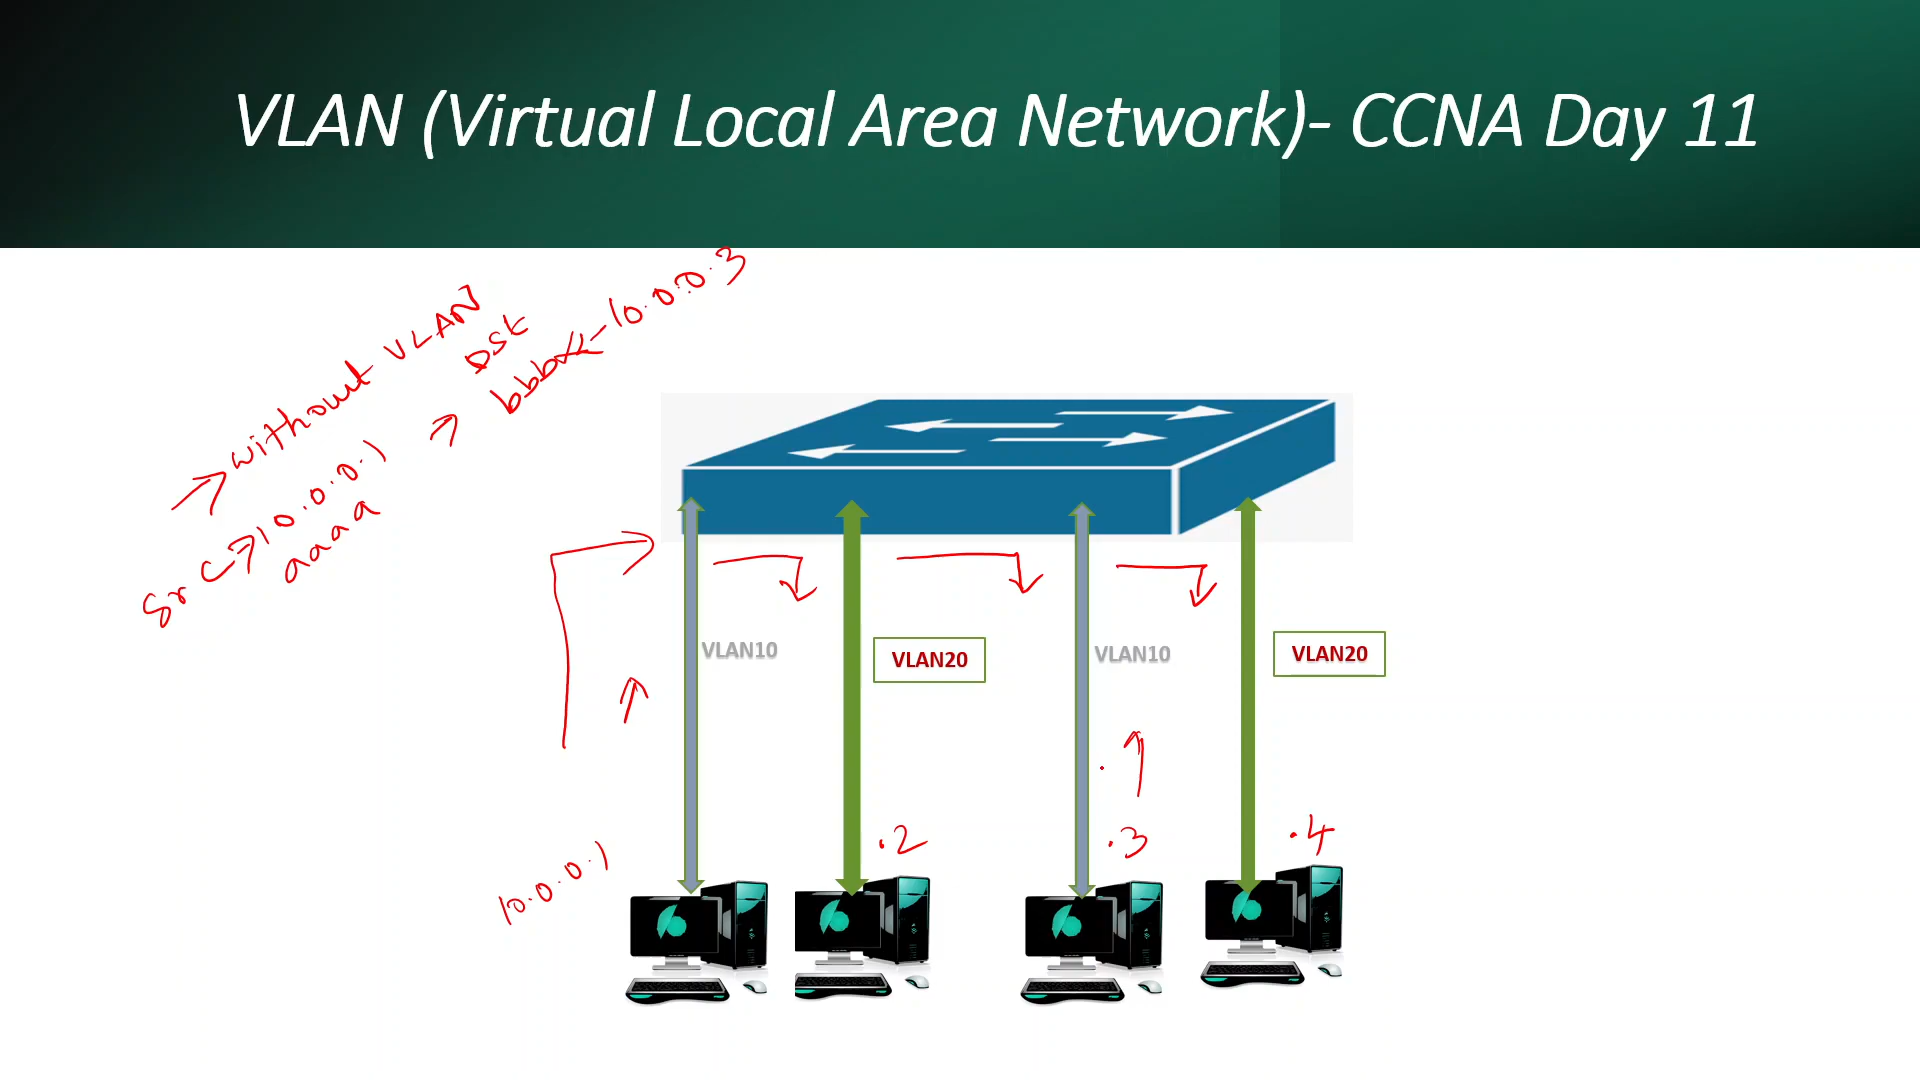 VLAN (Virtual Local Area Network)- CCNA Day 11
→ without VLAN
Src → 10.0.0.1
aaaa
→
Dst
10.0.0.3
VLAN10
VLAN20
VLAN10
VLAN20
10.0.0.1
.2
.3
.4